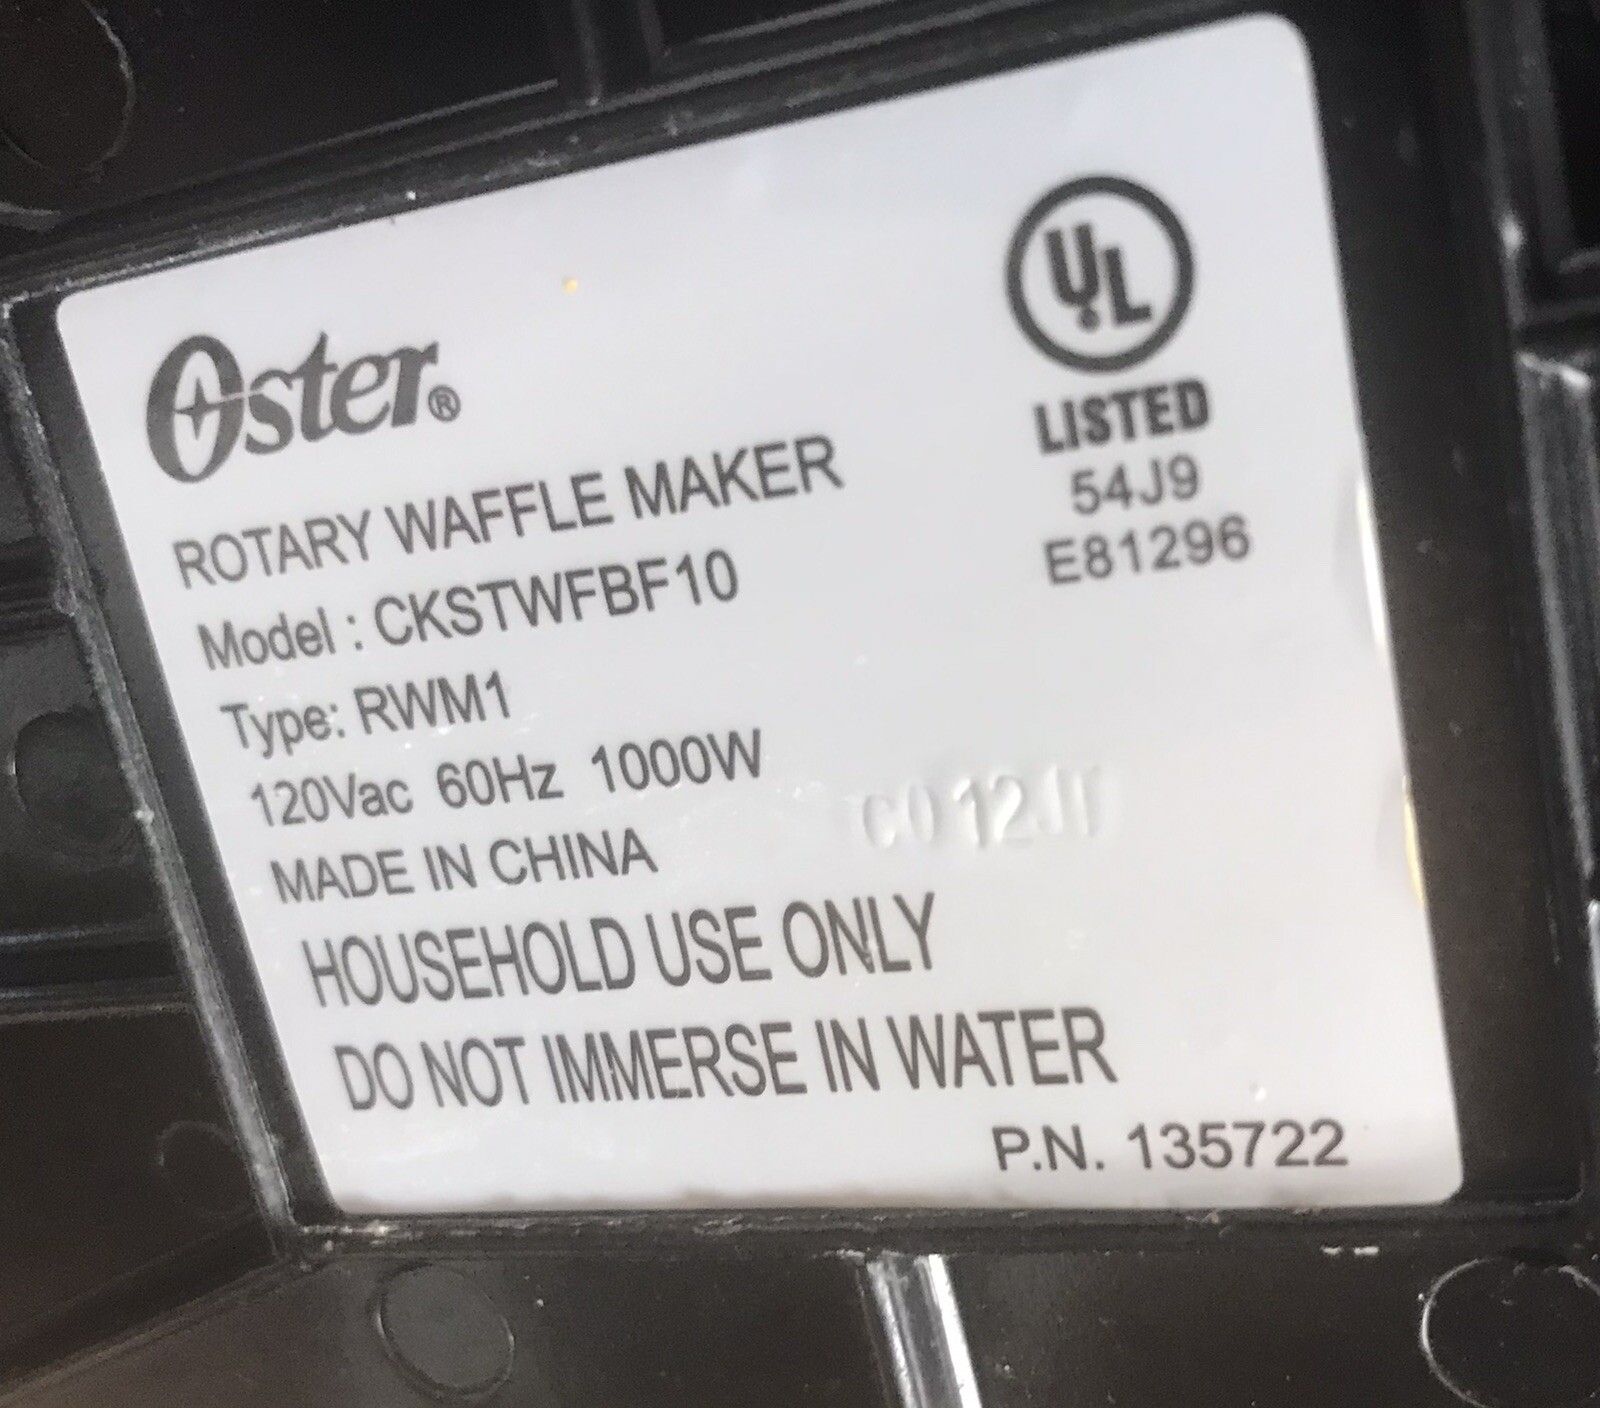 Oster®
ROTARY WAFFLE MAKER
Model : CKSTWFBF10
Type: RWM1
120Vac 60Hz 1000W
MADE IN CHINA
HOUSEHOLD USE ONLY
DO NOT IMMERSE IN WATER
P.N. 135722
UL
LISTED
54J9
E81296